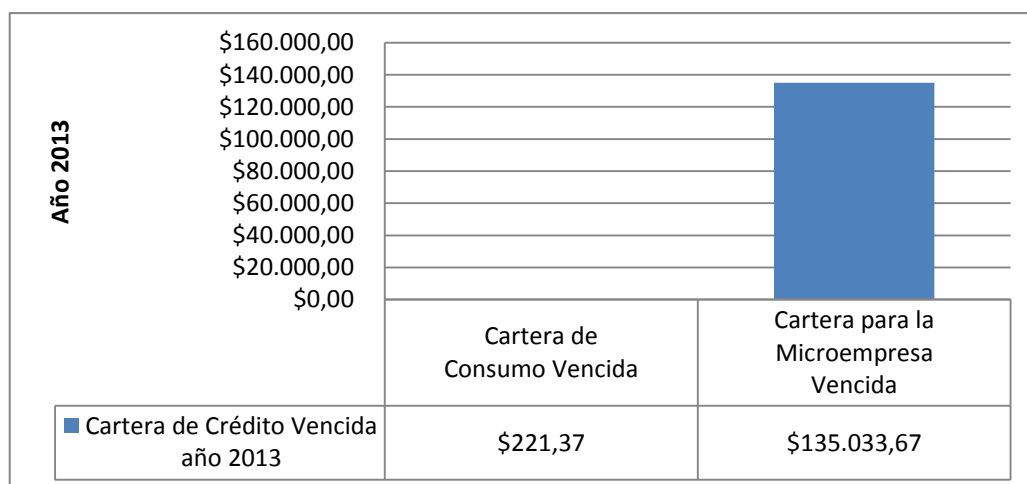 Año 2013
$160.000,00
$140.000,00
$120.000,00
$100.000,00
$80.000,00
$60.000,00
$40.000,00
$20.000,00
$0,00
Cartera de
Consumo Vencida
Cartera para la
Microempresa
Vencida
Cartera de Crédito Vencida
año 2013
$221,37
$135.033,67